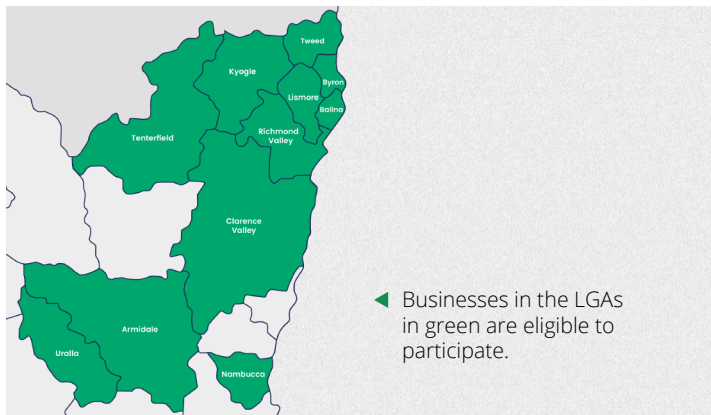 Tweed
Kyogle
Byron
Lismore
Balina
Richmond
Valley
Tenterfield
Clarence
Valley
Armidale
Uralla
Nambucca
Businesses in the LGAs
in green are eligible to
participate.